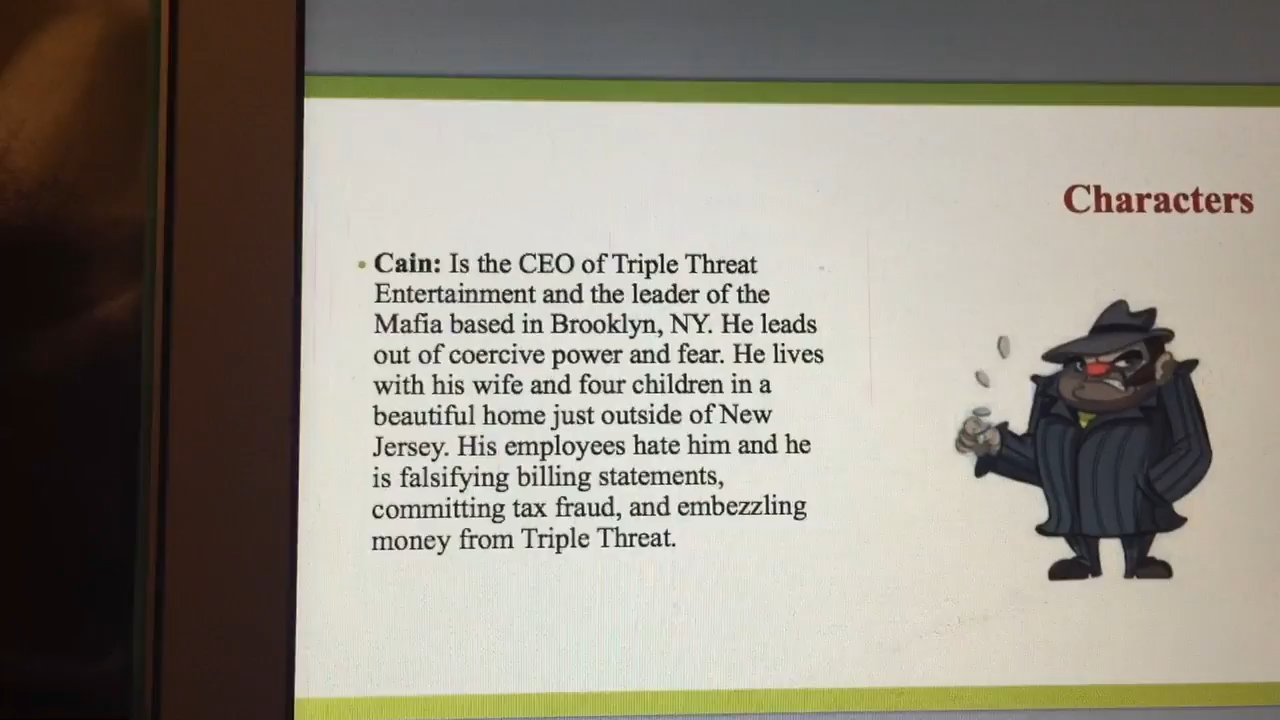 Characters
• Cain: Is the CEO of Triple Threat
Entertainment and the leader of the
Mafia based in Brooklyn, NY. He leads
out of coercive power and fear. He lives
with his wife and four children in a
beautiful home just outside of New
Jersey. His employees hate him and he
is falsifying billing statements,
committing tax fraud, and embezzling
money from Triple Threat.